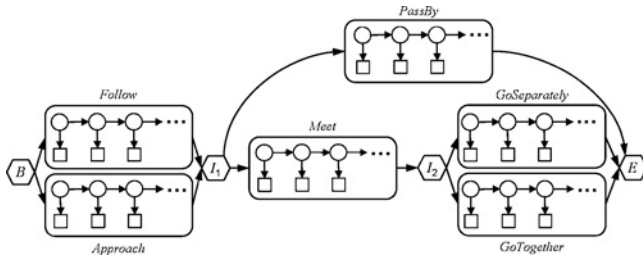 PassBy
Follow
GoSeparately
Meet
B
I1
I2
E
Approach
GoTogether